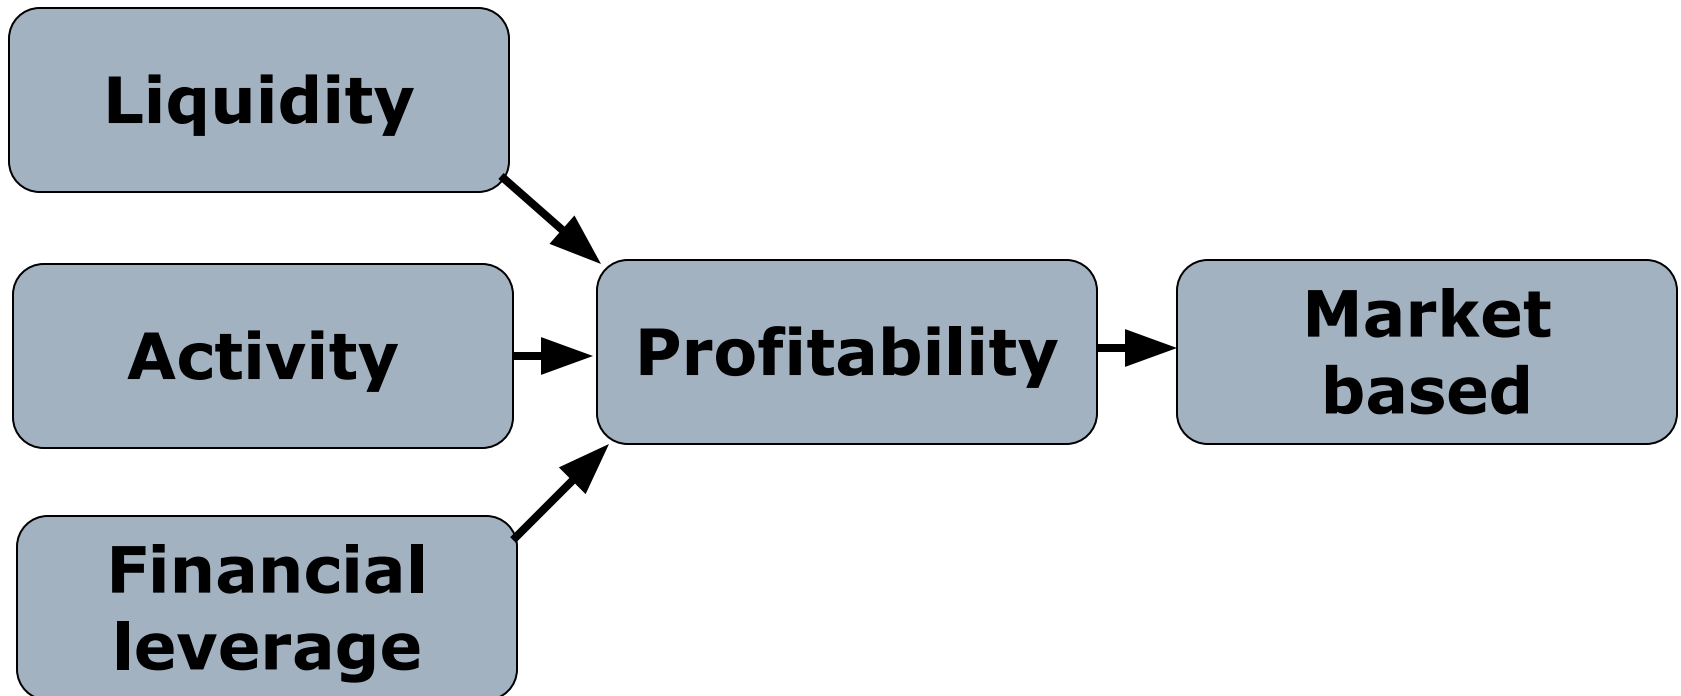 Liquidity
Activity
Profitability
Market
based
Financial
leverage